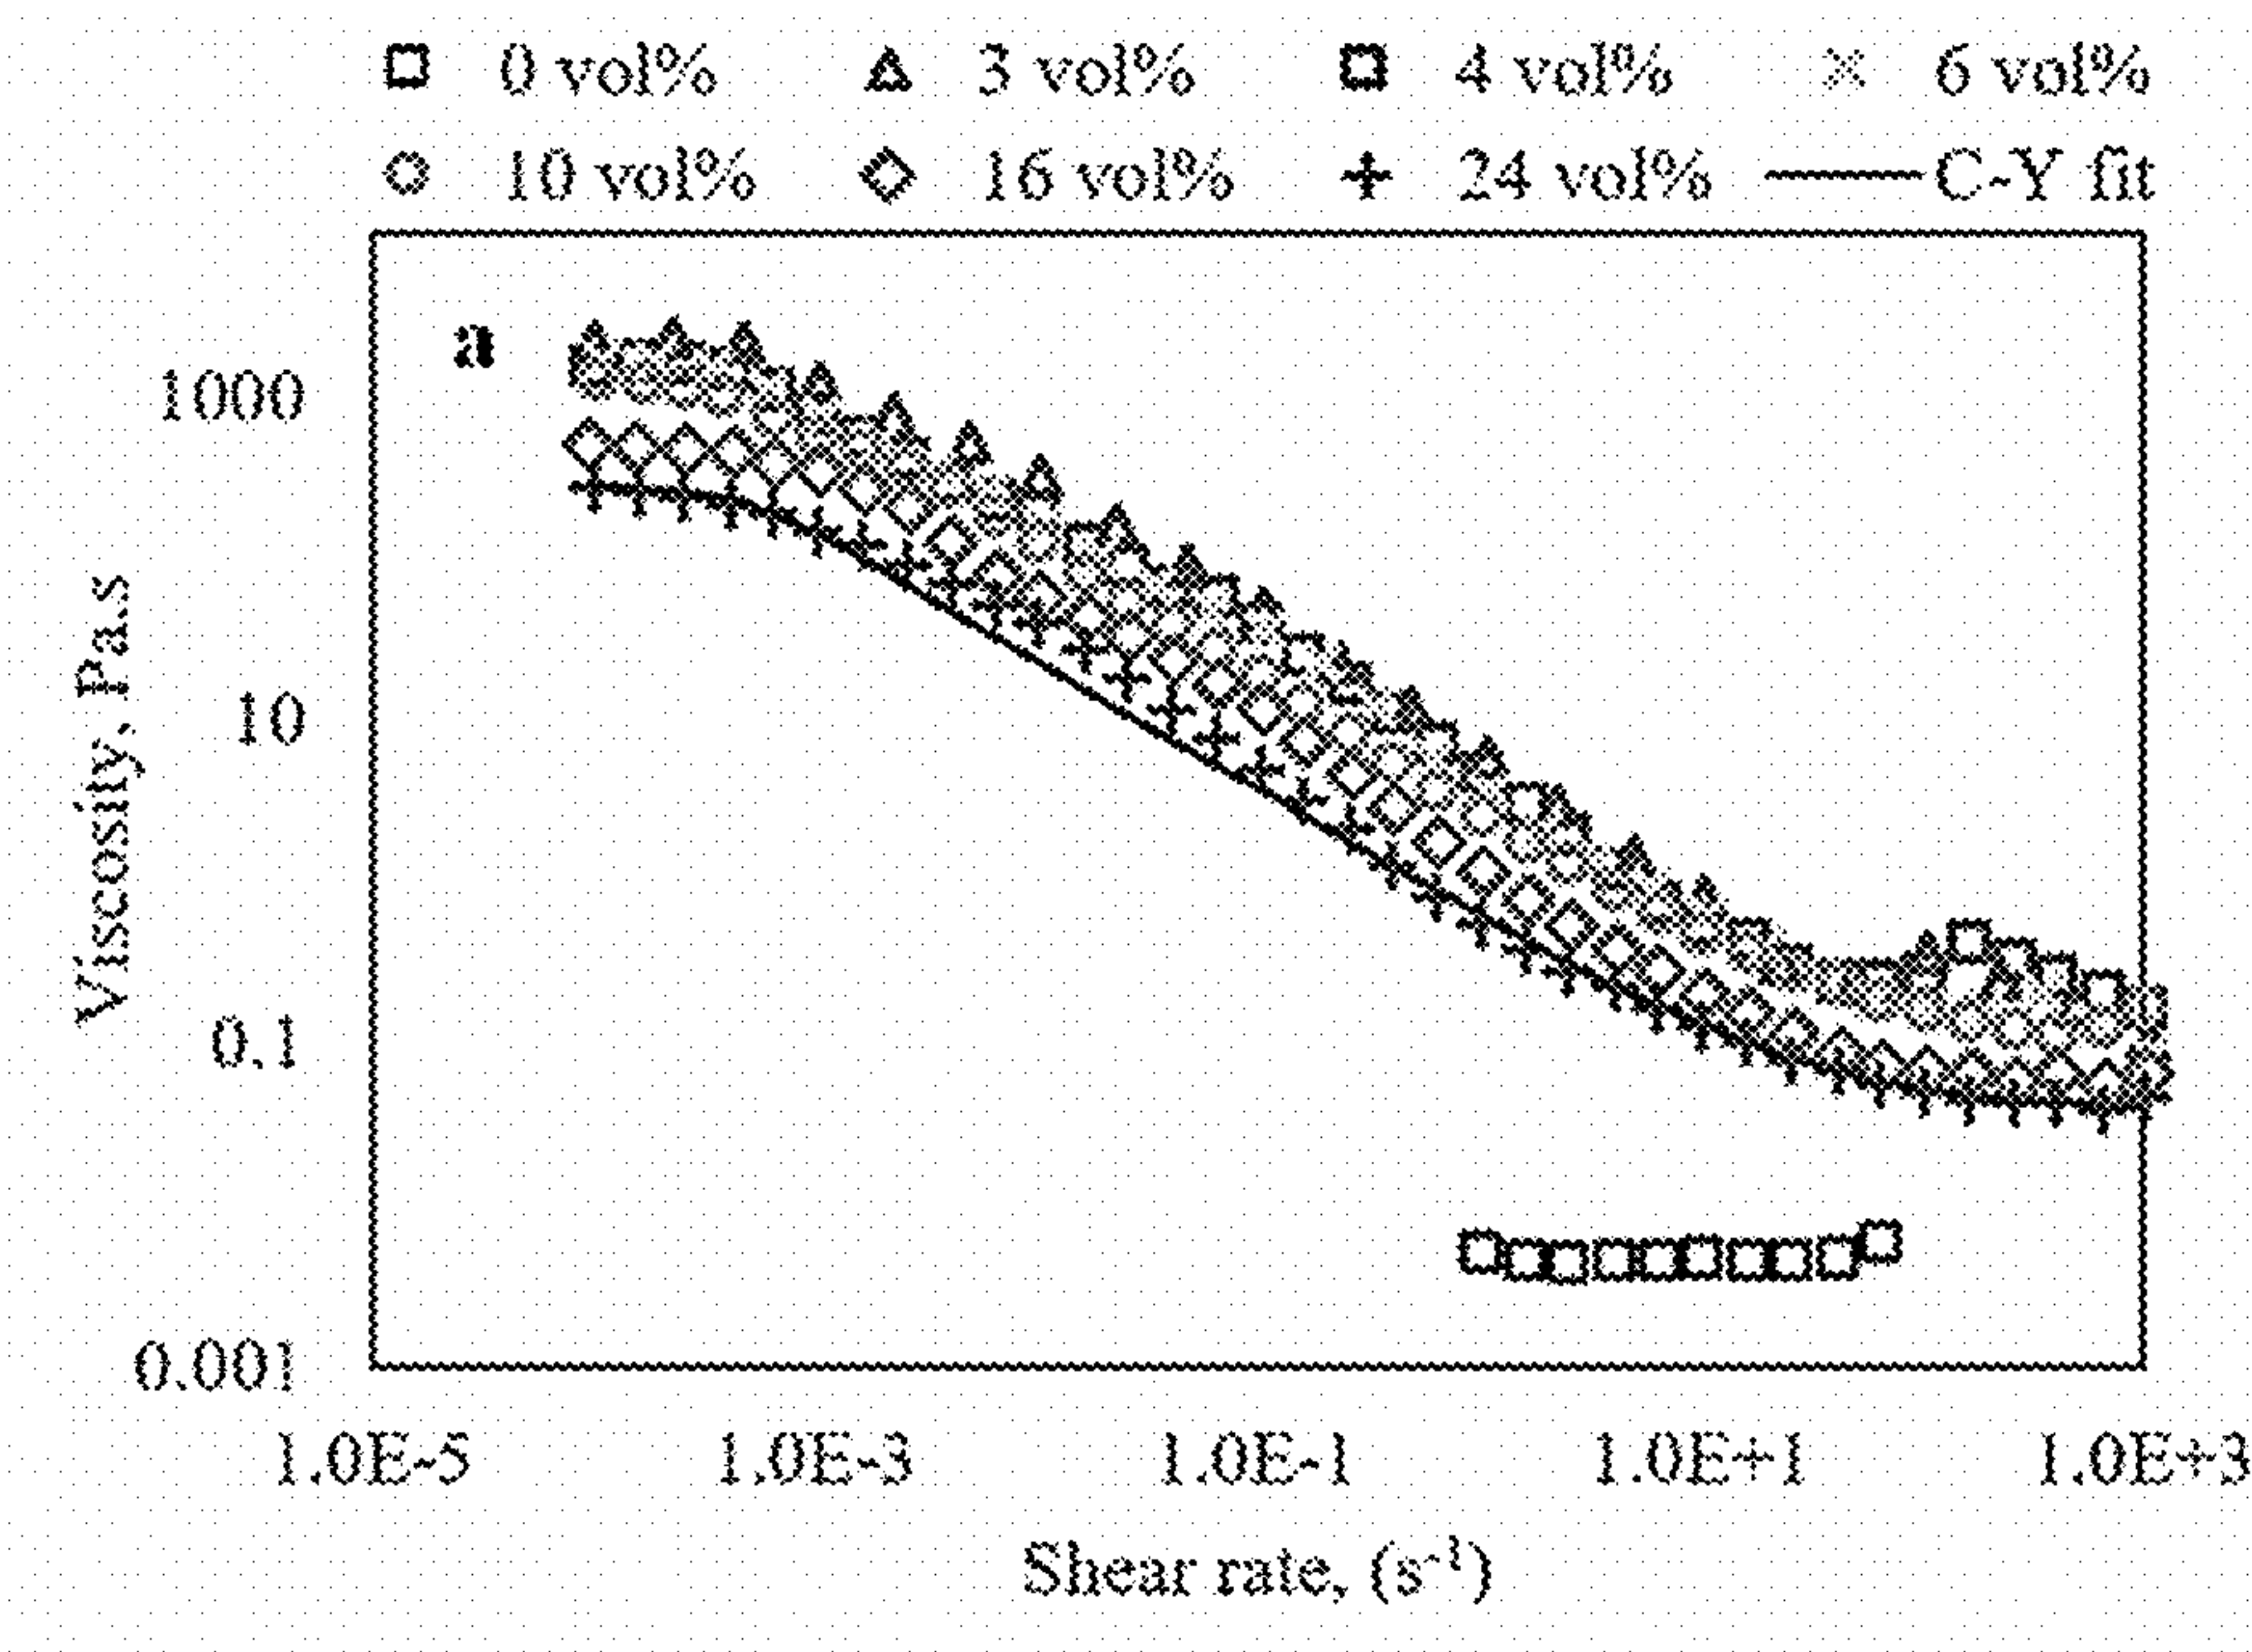 0 vol% 3 vol% 4 vol% 6 vol%
10 vol% 16 vol% 24 vol% C-Y fit
a
1000
10
0.1
0.001
Viscosity, Pa.s
1.0E-5 1.0E-3 1.0E-1 1.0E+1 1.0E+3
Shear rate, (s⁻¹)